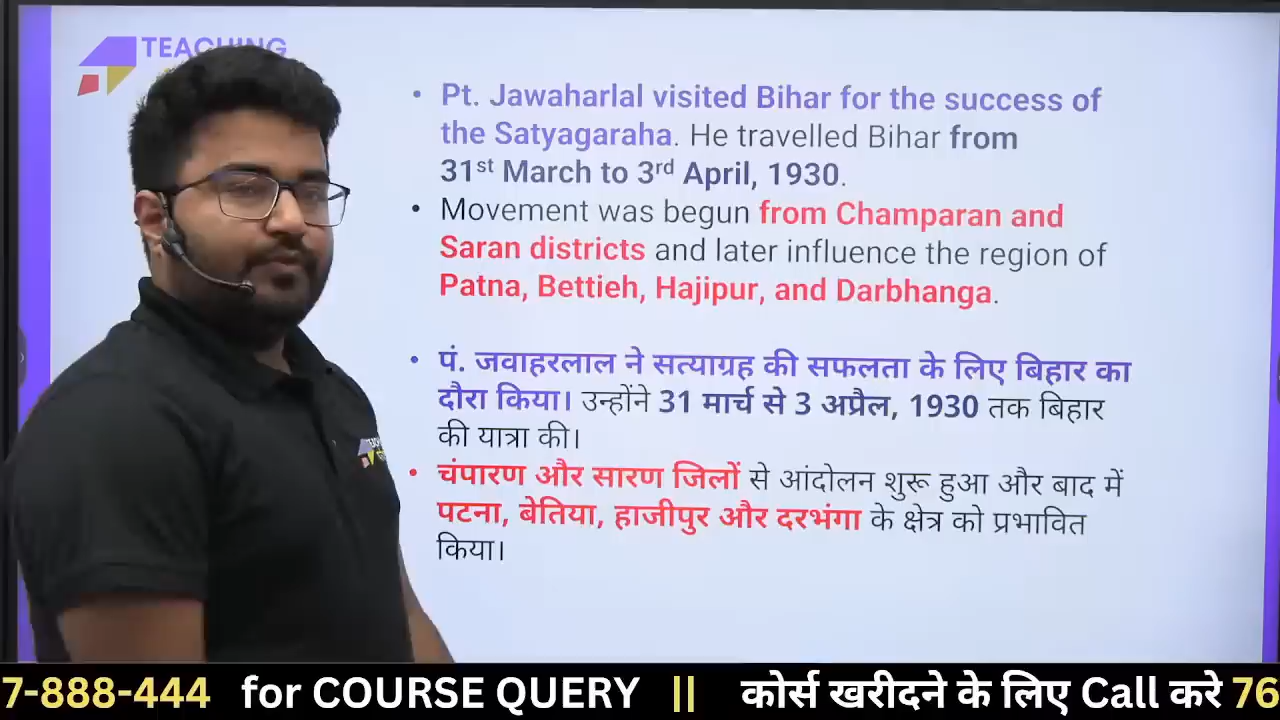 TEACHING
• Pt. Jawaharlal visited Bihar for the success of
the Satyagaraha. He travelled Bihar from
31st March to 3rd April, 1930.
• Movement was begun from Champaran and
Saran districts and later influence the region of
Patna, Bettieh, Hajipur, and Darbhanga.
• पं. जवाहरलाल ने सत्याग्रह की सफलता के लिए बिहार का
दौरा किया। उन्होंने 31 मार्च से 3 अप्रैल, 1930 तक बिहार
की यात्रा की।
• चंपारण और सारण जिलों से आंदोलन शुरू हुआ और बाद में
पटना, बेतिया, हाजीपुर और दरभंगा के क्षेत्र को प्रभावित
किया।
7-888-444 for COURSE QUERY || कोर्स खरीदने के लिए Call करे 76